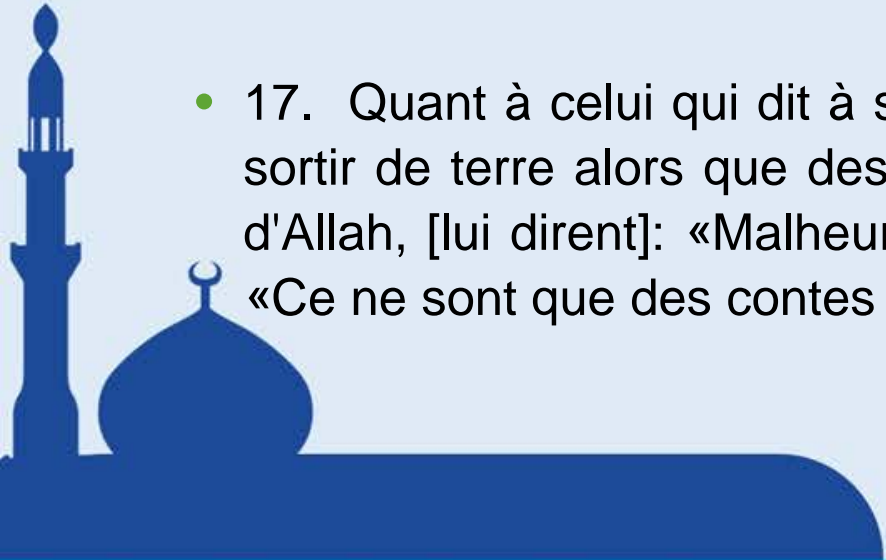 • 17. Quant à celui qui dit à s
sortir de terre alors que des
d'Allah, [lui dirent]: «Malheur
«Ce ne sont que des contes